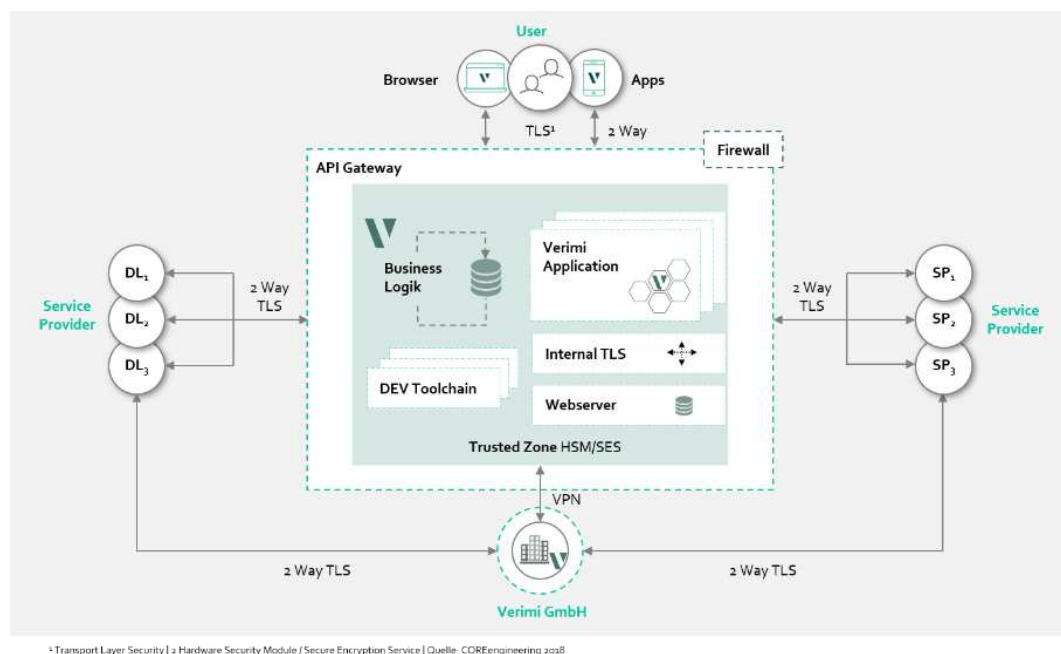 User
Browser
Apps
TLS¹
2 Way
Firewall
API Gateway
Business
Logik
Verimi
Application
DL₁
DL₂
DL₃
Service
Provider
2 Way
TLS
2 Way
TLS
SP₁
SP₂
SP₃
Service
Provider
Internal TLS
DEV Toolchain
Webserver
Trusted Zone HSM/SES
VPN
2 Way TLS
2 Way TLS
Verimi GmbH
¹ Transport Layer Security | 2 Hardware Security Module / Secure Encryption Service | Quelle: COREengineering 2018